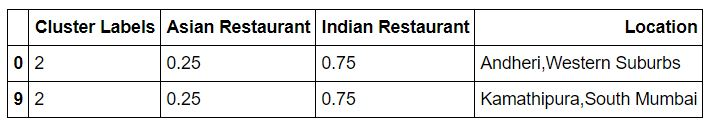 Cluster Labels Asian Restaurant Indian Restaurant Location
0 2 0.25 0.75 Andheri,Western Suburbs
9 2 0.25 0.75 Kamathipura,South Mumbai